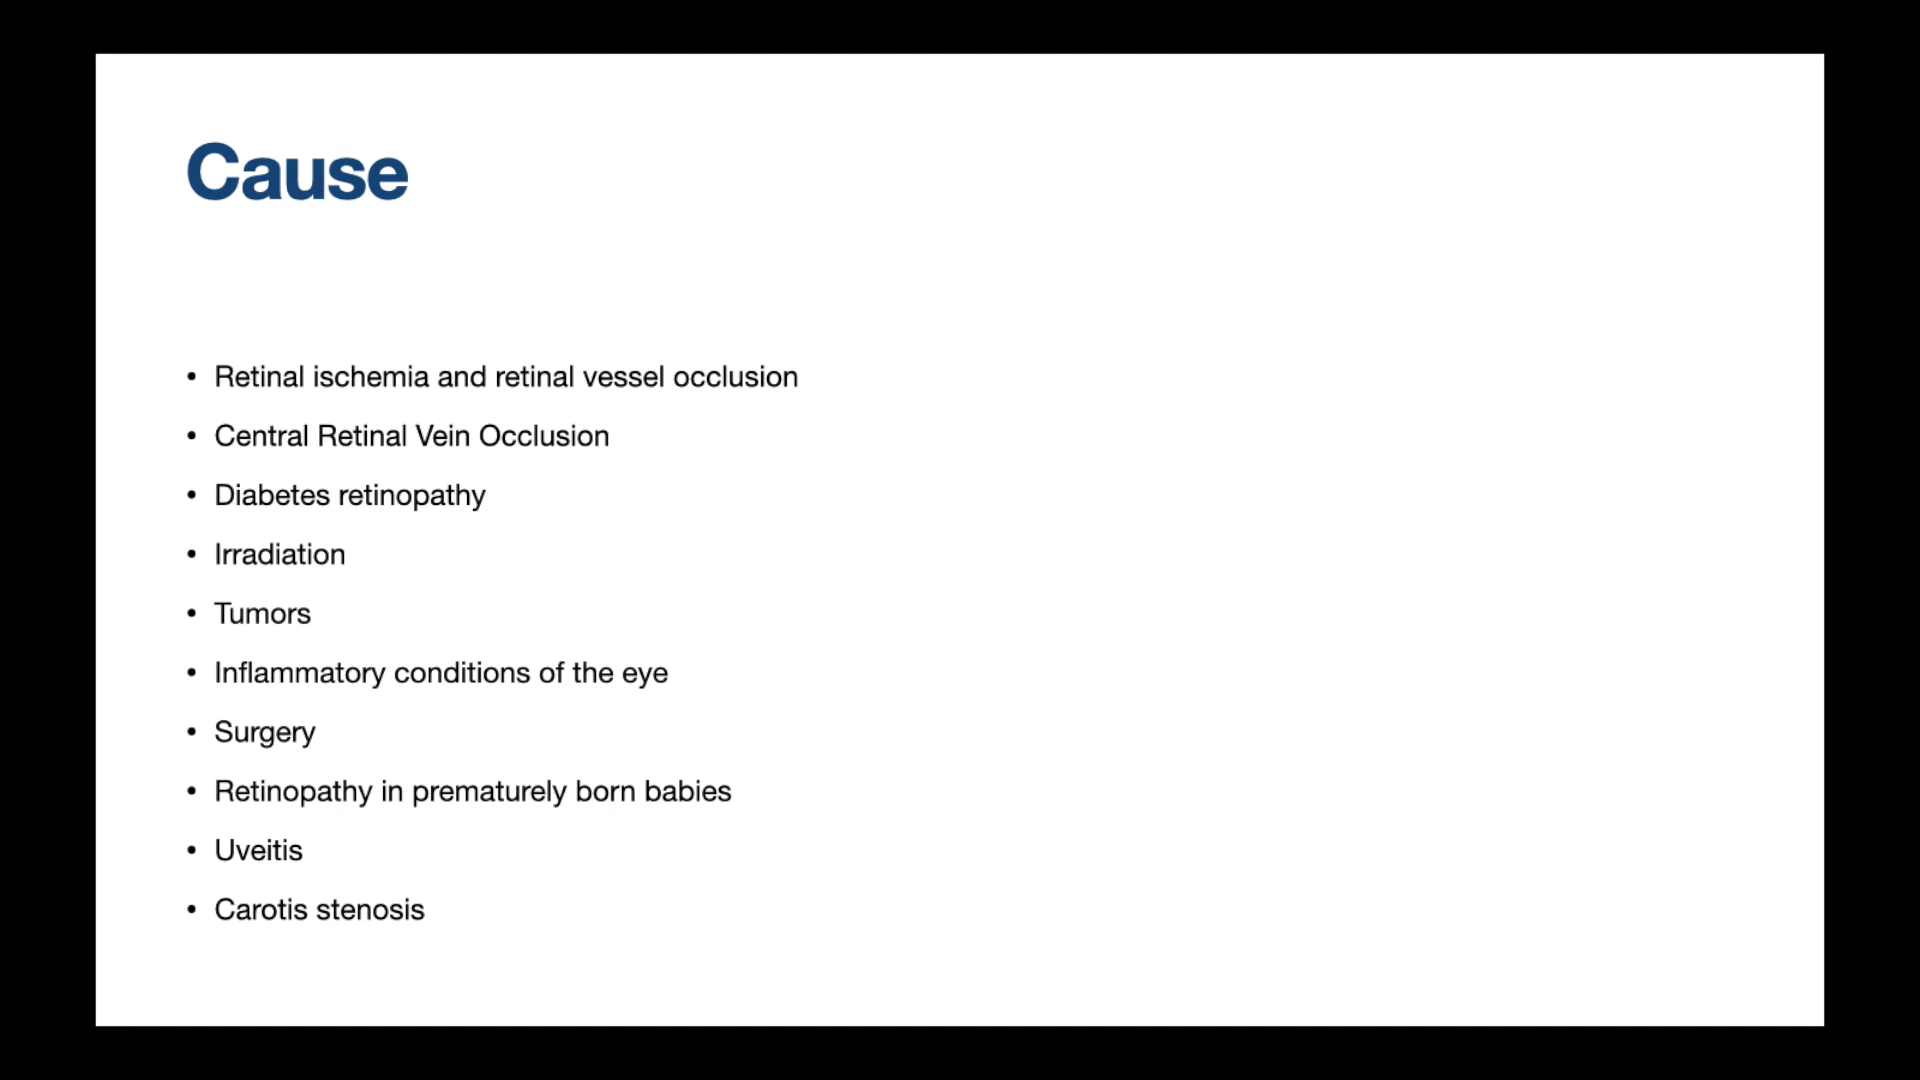 Cause
• Retinal ischemia and retinal vessel occlusion
• Central Retinal Vein Occlusion
• Diabetes retinopathy
• Irradiation
• Tumors
• Inflammatory conditions of the eye
• Surgery
• Retinopathy in prematurely born babies
• Uveitis
• Carotis stenosis